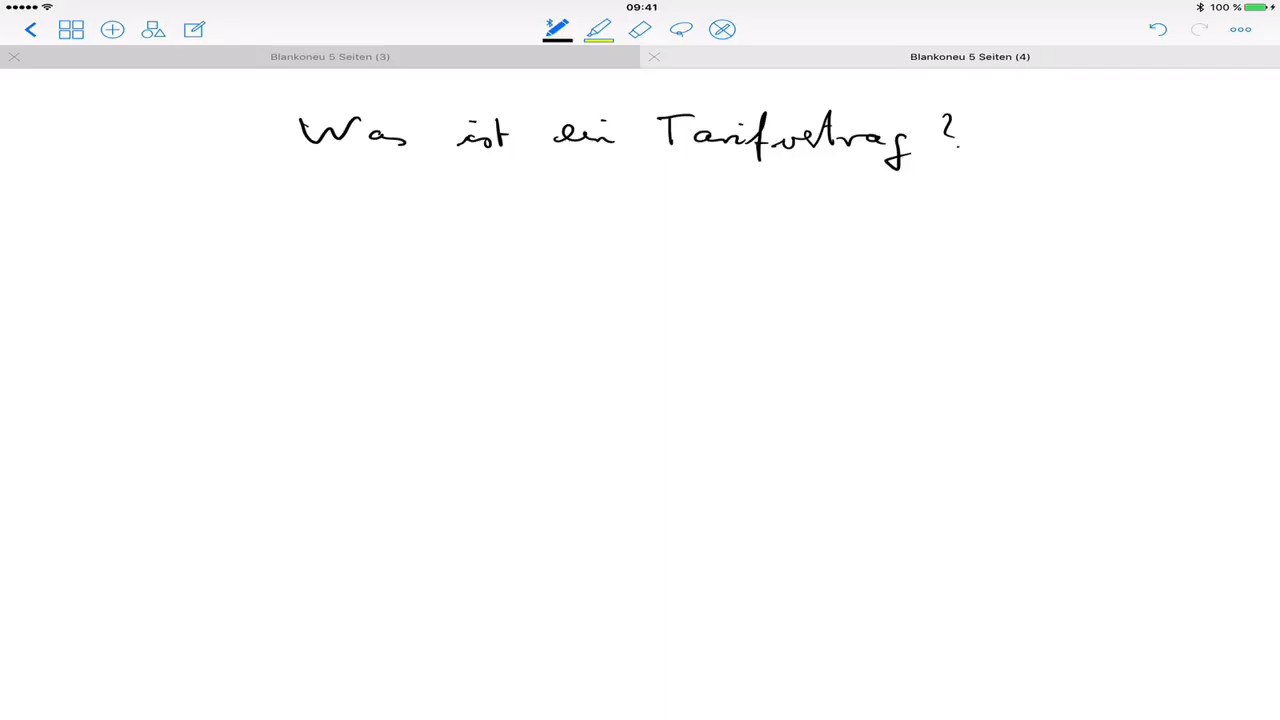 09:41
100 %
Blankoneu 5 Seiten (3)
Blankoneu 5 Seiten (4)
Was ist ein Tarifvertrag?